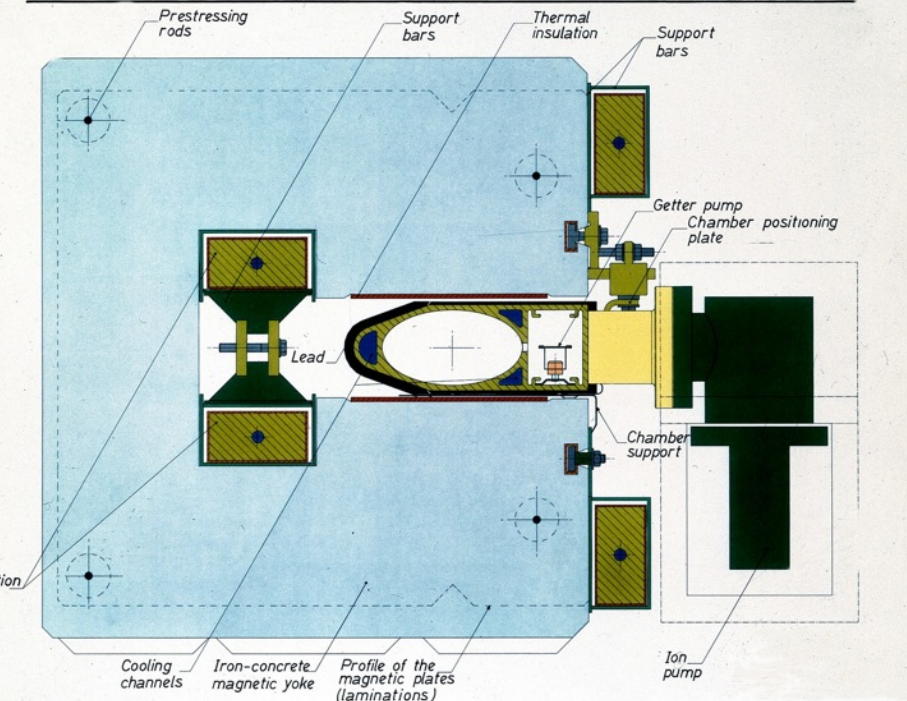 Prestressing
rods
Support
bars
Thermal
insulation
Support
bars
Getter pump
Chamber positioning
plate
Lead
Chamber
support
Cooling
channels
Iron-concrete
magnetic yoke
Profile of the
magnetic plates
(laminations)
Ion
pump